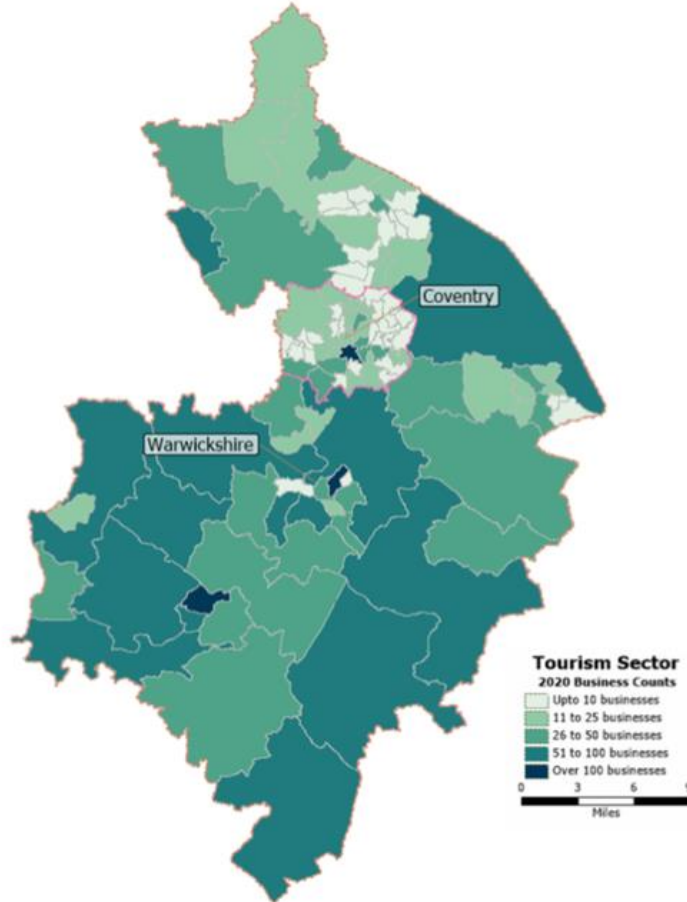 Coventry
Warwickshire
Tourism Sector
2020 Business Counts
Upto 10 businesses
11 to 25 businesses
26 to 50 businesses
51 to 100 businesses
Over 100 businesses
0 3 6 9
Miles